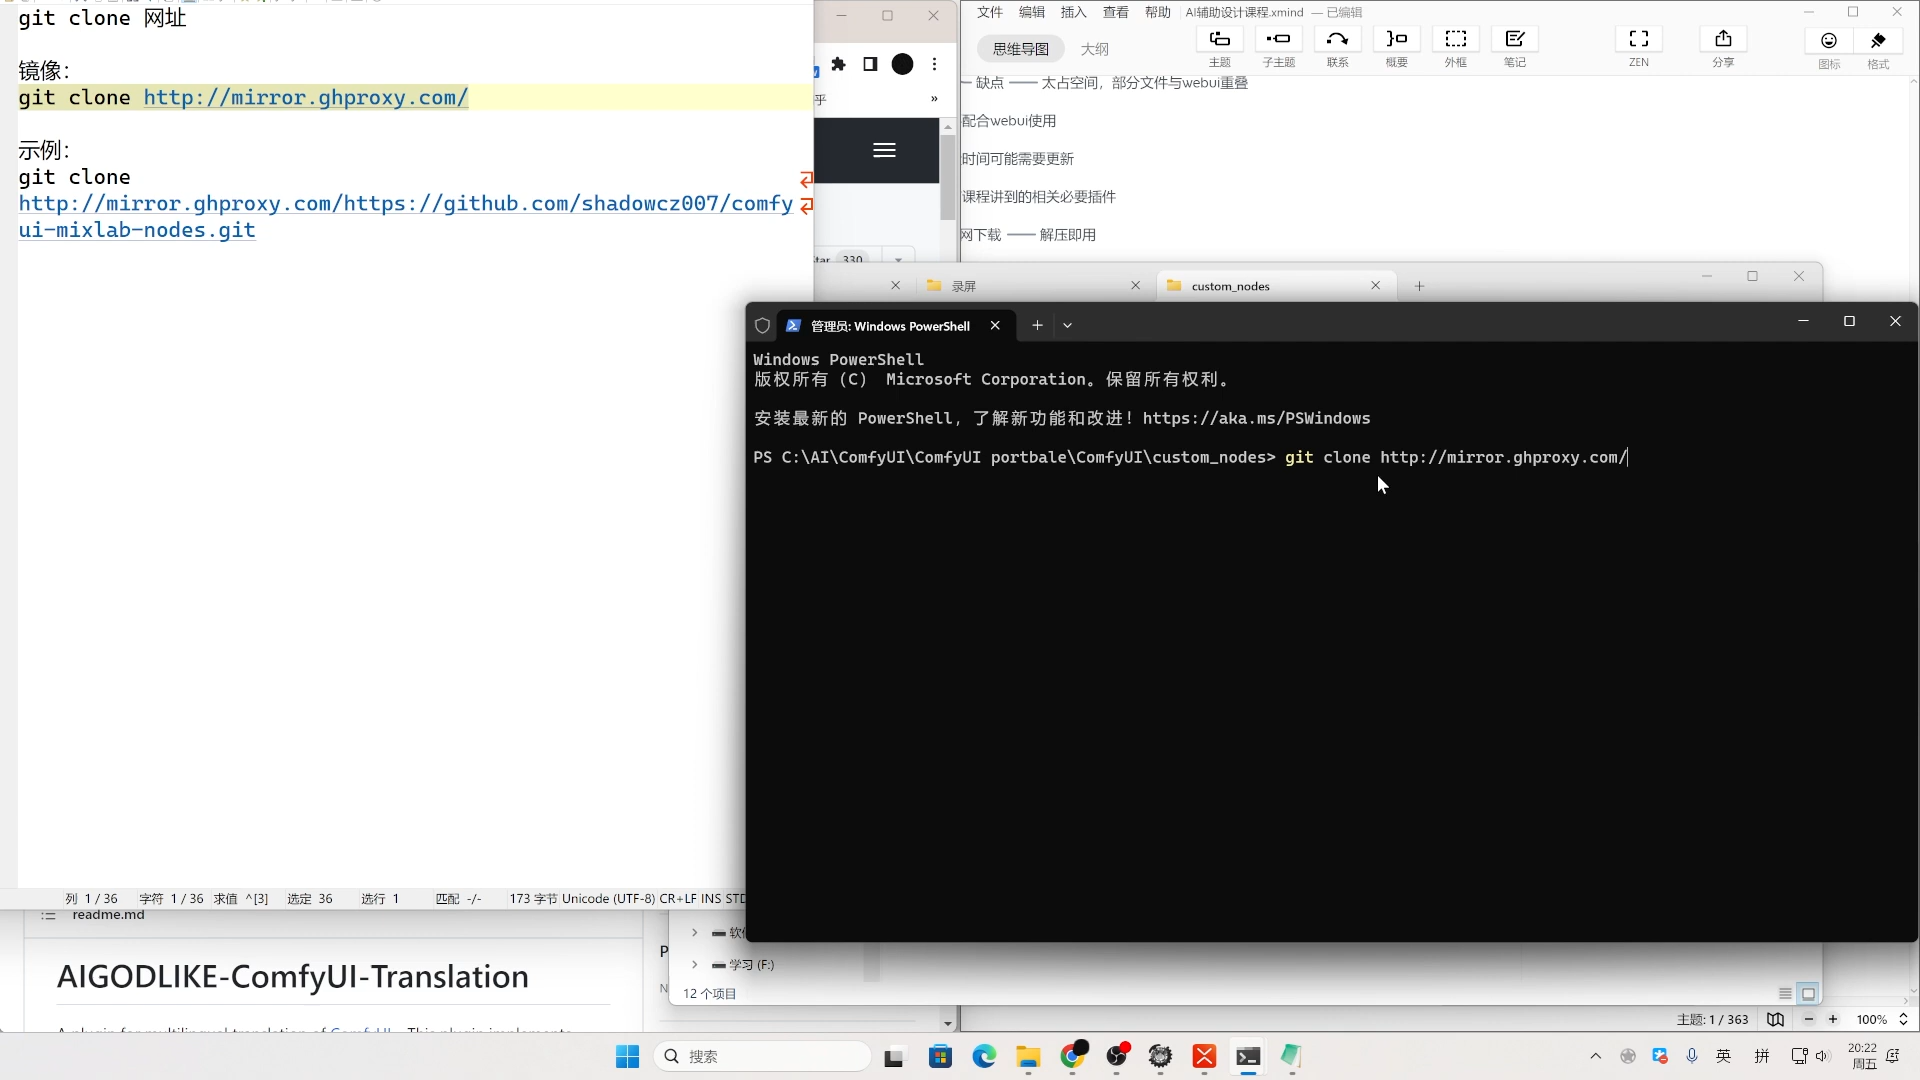 git clone 网址
镜像：
git clone http://mirror.ghproxy.com/
示例：
git clone
http://mirror.ghproxy.com/https://github.com/shadowcz007/comfy
ui-mixlab-nodes.git
列 1 / 36 字符 1 / 36 求值 ^[3] 选定 36 选行 1 匹配 -/- 173 字节 Unicode (UTF-8) CR+LF INS STD
乎
»
Star 330
文件 编辑 插入 查看 帮助 AI辅助设计课程.xmind — 已编辑
思维导图 大纲
主题 子主题 联系 概要 外框 笔记 ZEN 分享 图标 格式
缺点 太占空间，部分文件与webui重叠
配合webui使用
时间可能需要更新
课程讲到的相关必要插件
网下载 解压即用
录屏 custom_nodes
管理员: Windows PowerShell
Windows PowerShell
版权所有 (C) Microsoft Corporation。保留所有权利。
安装最新的 PowerShell，了解新功能和改进！https://aka.ms/PSWindows
PS C:\AI\ComfyUI\ComfyUI portbale\ComfyUI\custom_nodes> git clone http://mirror.ghproxy.com/
readme.md
AIGODLIKE-ComfyUI-Translation
A plugin for multilingual translation of ComfyUI, This plugin implements
学习 (F:)
12 个项目
主题: 1 / 363 100%
搜索
英 拼
20:22
周五